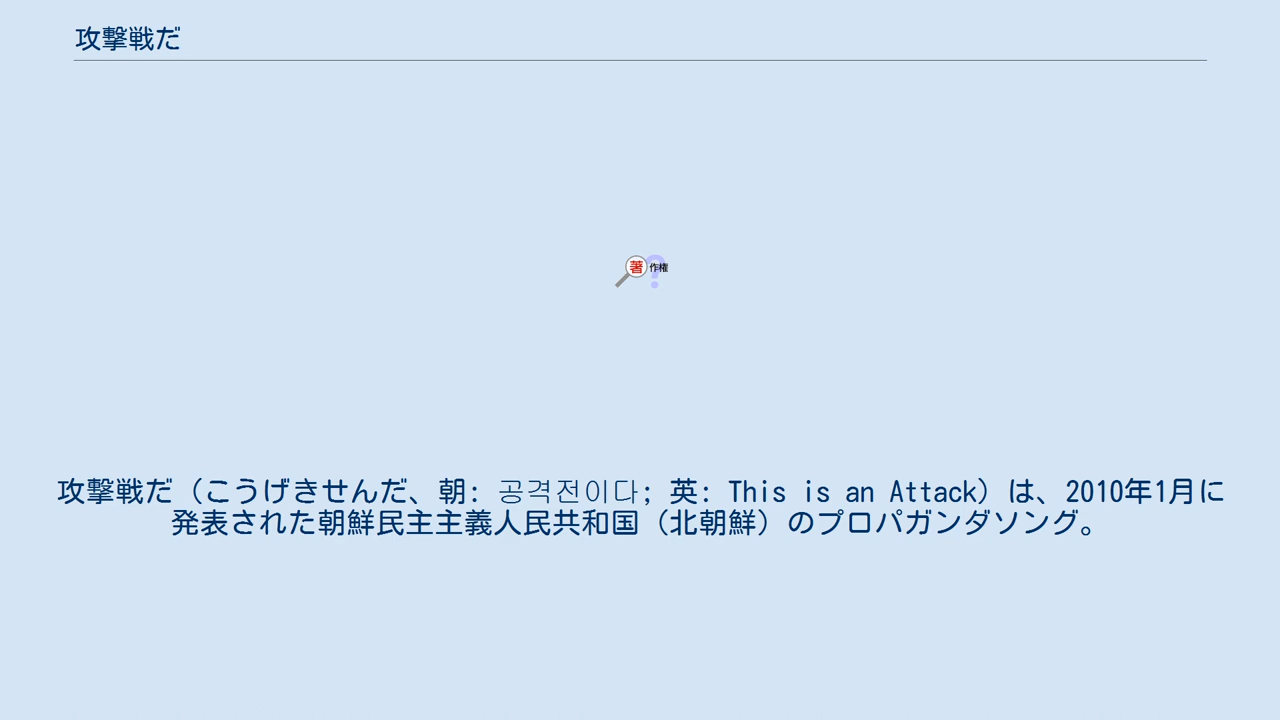 攻撃戦だ
著作権
攻撃戦だ（こうげきせんだ、朝: 공격전이다; 英: This is an Attack）は、2010年1月に
発表された朝鮮民主主義人民共和国（北朝鮮）のプロパガンダソング。